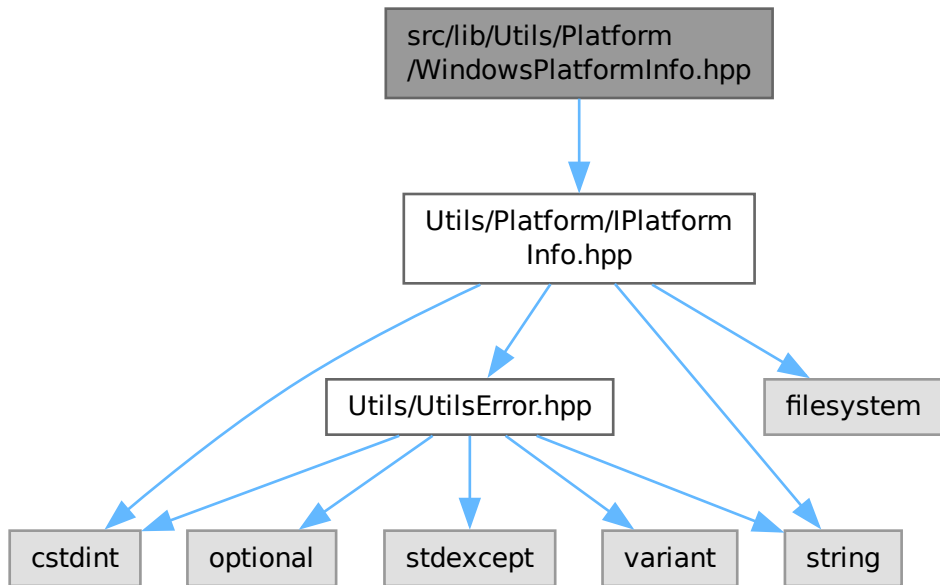 src/lib/Utils/Platform
/WindowsPlatformInfo.hpp
Utils/Platform/IPlatform
Info.hpp
Utils/UtilsError.hpp
filesystem
cstdint
optional
stdexcept
variant
string